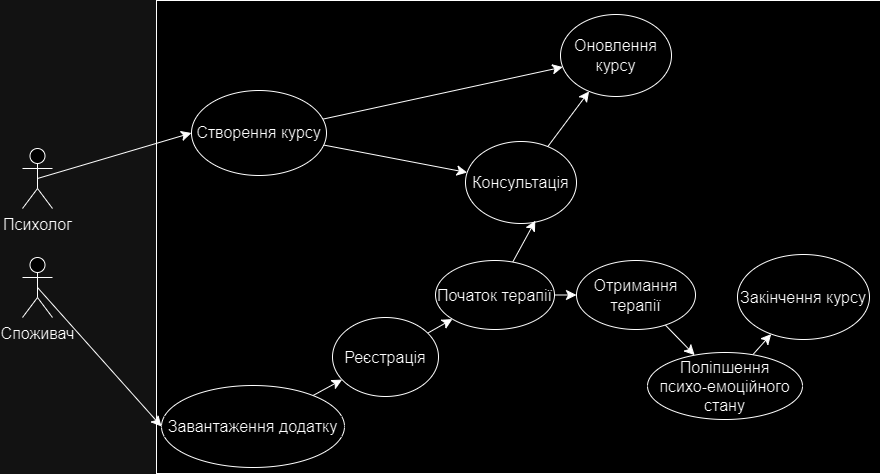 Оновлення
курсу
Створення курсу
Консультація
Психолог
Початок терапії
Отримання
терапії
Закінчення курсу
Споживач
Реєстрація
Поліпшення
психо-емоційного
стану
Завантаження додатку